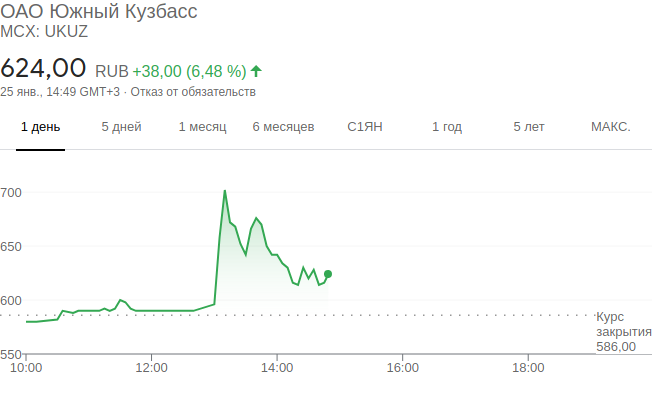 ОАО Южный Кузбасс
MCX: UKUZ
624,00 RUB +38,00 (6,48 %)
25 янв., 14:49 GMT+3 · Отказ от обязательств
1 день 5 дней 1 месяц 6 месяцев С1ЯН 1 год 5 лет МАКС.
700
650
600
Курс
закрытия
586,00
550
10:00 12:00 14:00 16:00 18:00